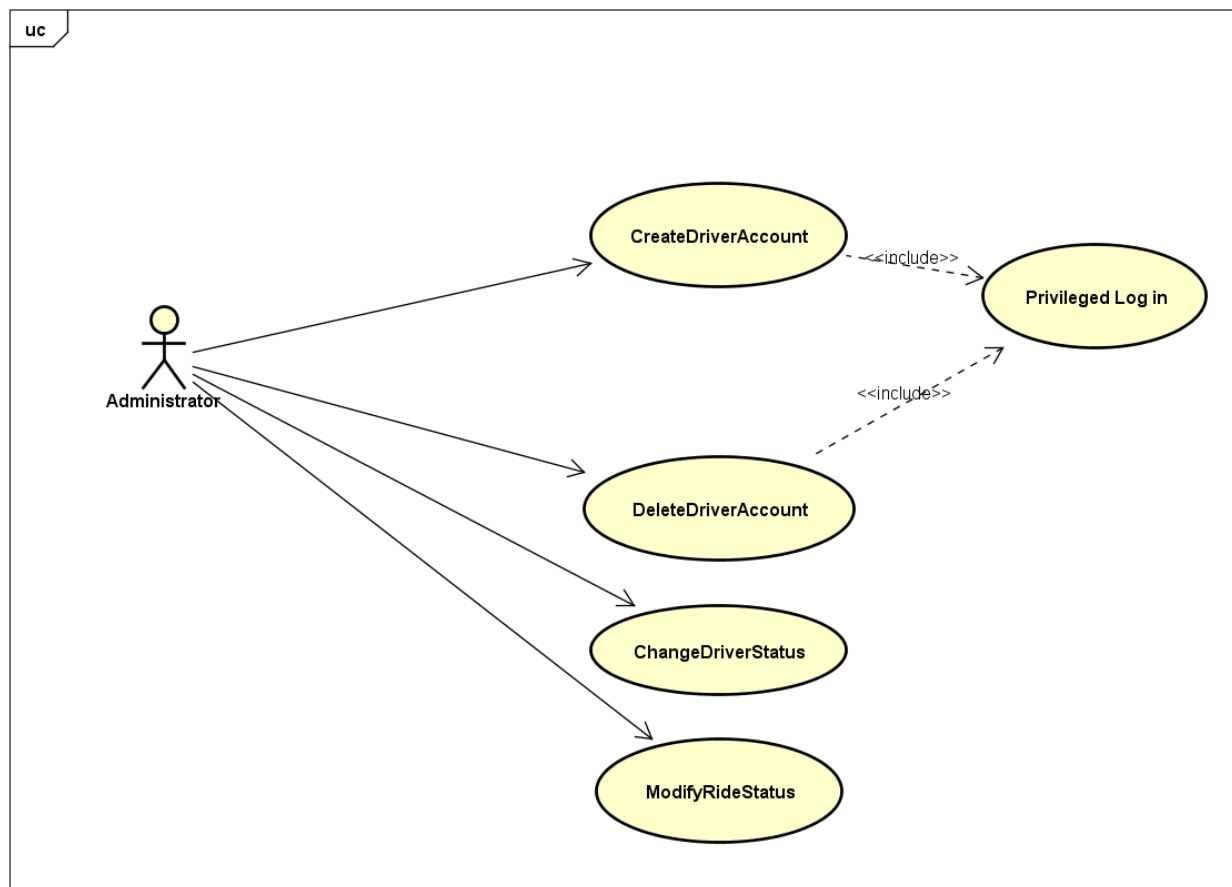 uc
CreateDriverAccount
<<include>>
Privileged Log in
Administrator
<<include>>
DeleteDriverAccount
ChangeDriverStatus
ModifyRideStatus